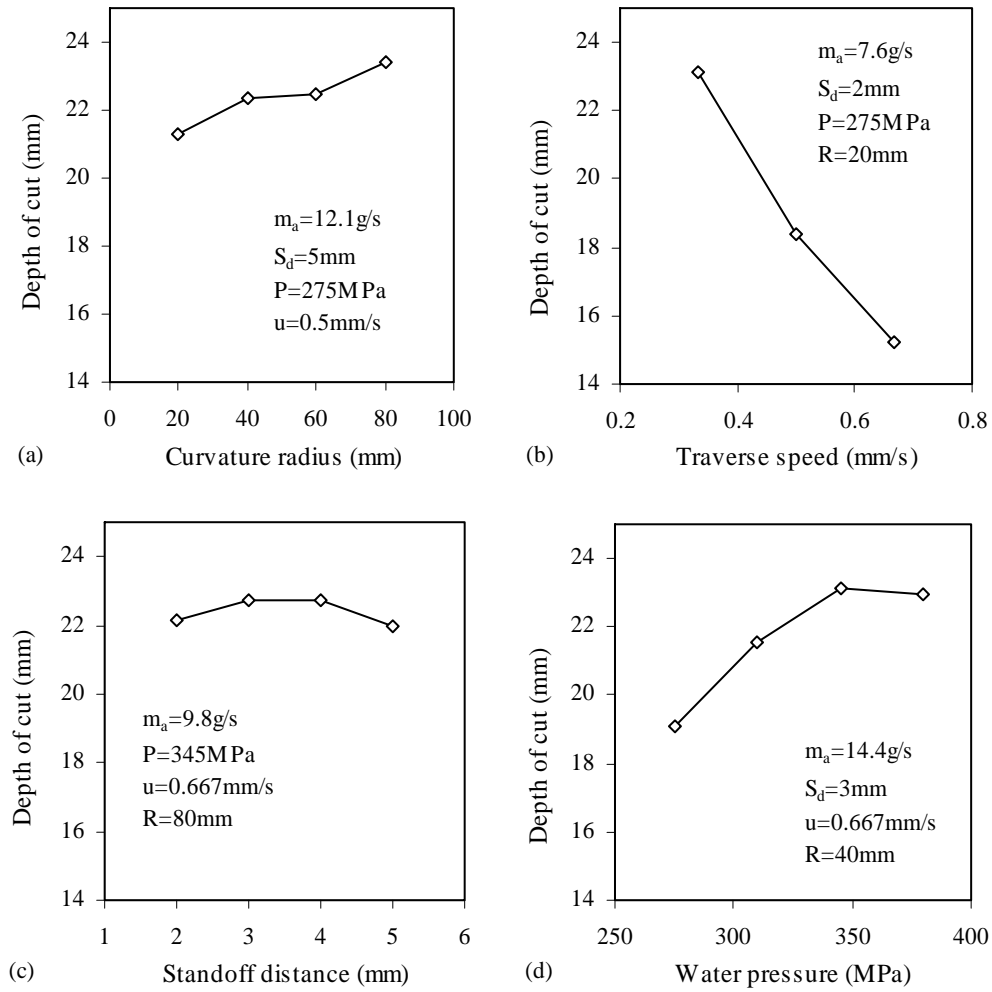 24
22
20
18
16
14
Depth of cut (mm)
mₐ=12.1g/s
S_d=5mm
P=275MPa
u=0.5mm/s
0 20 40 60 80 100
(a) Curvature radius (mm)
24
22
20
18
16
14
Depth of cut (mm)
mₐ=7.6g/s
S_d=2mm
P=275MPa
R=20mm
0.2 0.4 0.6 0.8
(b) Traverse speed (mm/s)
24
22
20
18
16
14
Depth of cut (mm)
mₐ=9.8g/s
P=345MPa
u=0.667mm/s
R=80mm
1 2 3 4 5 6
(c) Standoff distance (mm)
24
22
20
18
16
14
Depth of cut (mm)
mₐ=14.4g/s
S_d=3mm
u=0.667mm/s
R=40mm
250 300 350 400
(d) Water pressure (MPa)